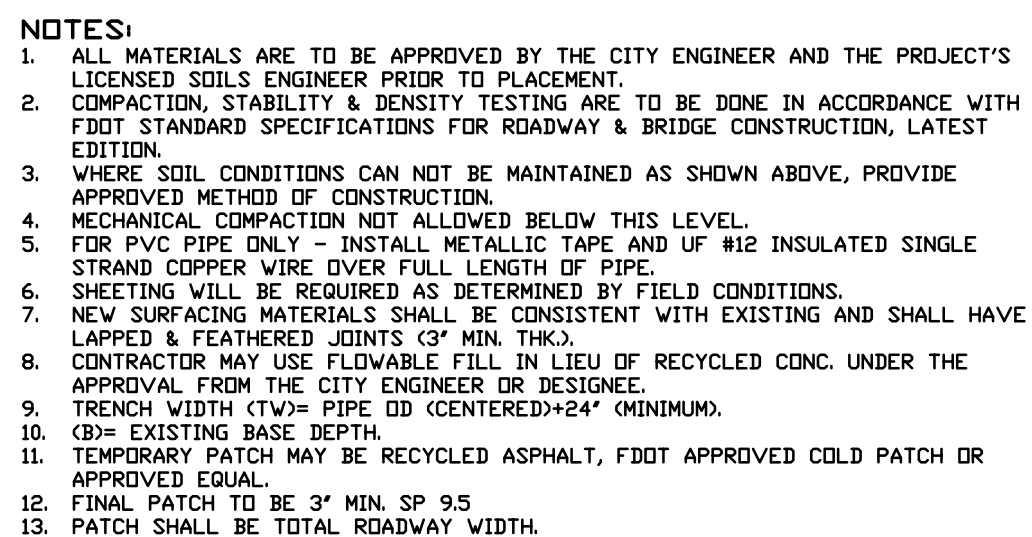 NOTES:
1. ALL MATERIALS ARE TO BE APPROVED BY THE CITY ENGINEER AND THE PROJECT'S
LICENSED SOILS ENGINEER PRIOR TO PLACEMENT.
2. COMPACTION, STABILITY & DENSITY TESTING ARE TO BE DONE IN ACCORDANCE WITH
FDOT STANDARD SPECIFICATIONS FOR ROADWAY & BRIDGE CONSTRUCTION, LATEST
EDITION.
3. WHERE SOIL CONDITIONS CAN NOT BE MAINTAINED AS SHOWN ABOVE, PROVIDE
APPROVED METHOD OF CONSTRUCTION.
4. MECHANICAL COMPACTION NOT ALLOWED BELOW THIS LEVEL.
5. FOR PVC PIPE ONLY - INSTALL METALLIC TAPE AND UF #12 INSULATED SINGLE
STRAND COPPER WIRE OVER FULL LENGTH OF PIPE.
6. SHEETING WILL BE REQUIRED AS DETERMINED BY FIELD CONDITIONS.
7. NEW SURFACING MATERIALS SHALL BE CONSISTENT WITH EXISTING AND SHALL HAVE
LAPPED & FEATHERED JOINTS (3" MIN. THK.).
8. CONTRACTOR MAY USE FLOWABLE FILL IN LIEU OF RECYCLED CONC. UNDER THE
APPROVAL FROM THE CITY ENGINEER OR DESIGNEE.
9. TRENCH WIDTH (TW)= PIPE OD (CENTERED)+24" (MINIMUM).
10. (B)= EXISTING BASE DEPTH.
11. TEMPORARY PATCH MAY BE RECYCLED ASPHALT, FDOT APPROVED COLD PATCH OR
APPROVED EQUAL.
12. FINAL PATCH TO BE 3" MIN. SP 9.5
13. PATCH SHALL BE TOTAL ROADWAY WIDTH.